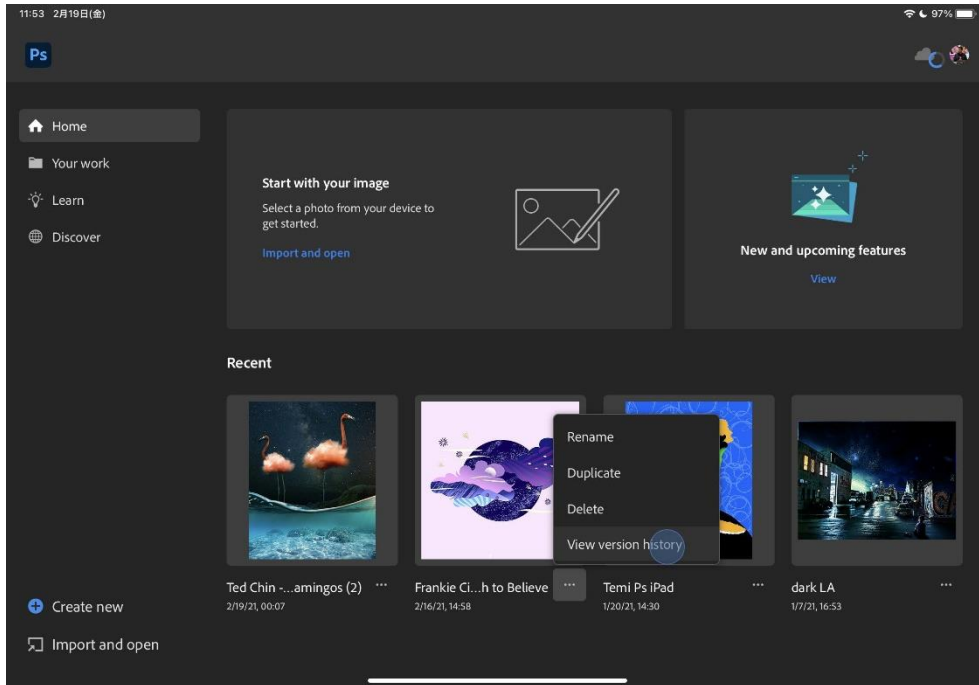 11:53 2月19日(金)
97%
Ps
Home
Your work
Learn
Discover
Start with your image
Select a photo from your device to
get started.
Import and open
New and upcoming features
View
Recent
Rename
Duplicate
Delete
View version history
Ted Chin -...amingos (2)
2/19/21, 00:07
Frankie Ci...h to Believe
2/16/21, 14:58
Temi Ps iPad
1/20/21, 14:30
dark LA
1/7/21, 16:53
Create new
Import and open